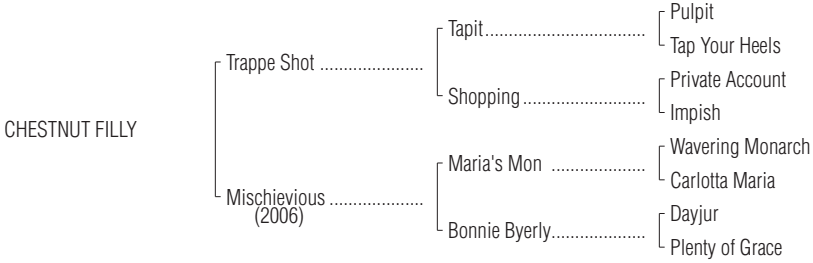 Pulpit
Tapit..................................
Tap Your Heels
Trappe Shot ......................
Private Account
Shopping..........................
Impish
CHESTNUT FILLY
Wavering Monarch
Maria's Mon ....................
Carlotta Maria
Mischievious ....................
(2006)
Dayjur
Bonnie Byerly....................
Plenty of Grace